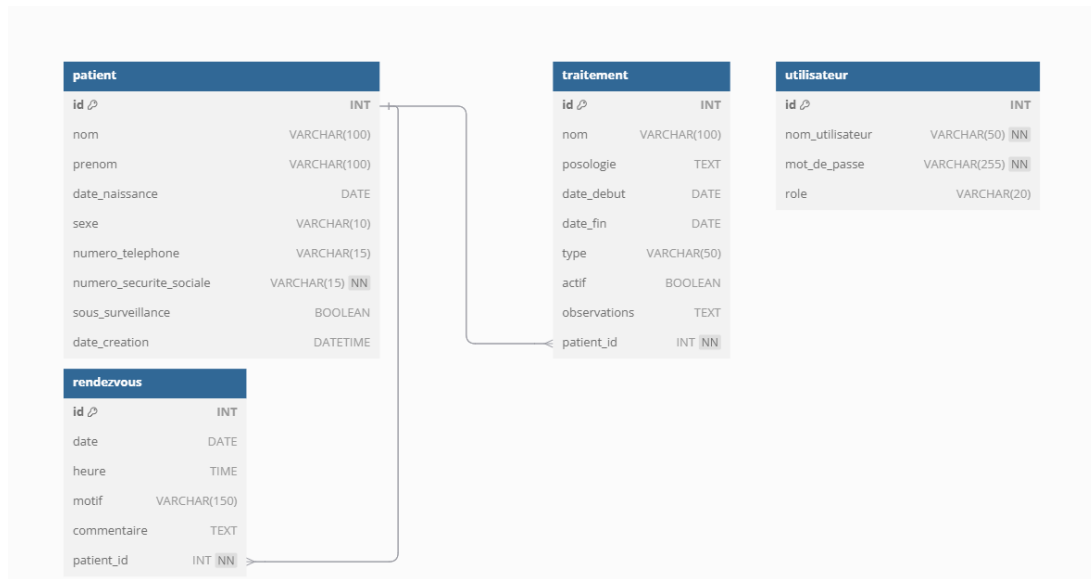 patient
id INT
nom VARCHAR(100)
prenom VARCHAR(100)
date_naissance DATE
sexe VARCHAR(10)
numero_telephone VARCHAR(15)
numero_securite_sociale VARCHAR(15) NN
sous_surveillance BOOLEAN
date_creation DATETIME
rendezvous
id INT
date DATE
heure TIME
motif VARCHAR(150)
commentaire TEXT
patient_id INT NN
traitement
id INT
nom VARCHAR(100)
posologie TEXT
date_debut DATE
date_fin DATE
type VARCHAR(50)
actif BOOLEAN
observations TEXT
patient_id INT NN
utilisateur
id INT
nom_utilisateur VARCHAR(50) NN
mot_de_passe VARCHAR(255) NN
role VARCHAR(20)